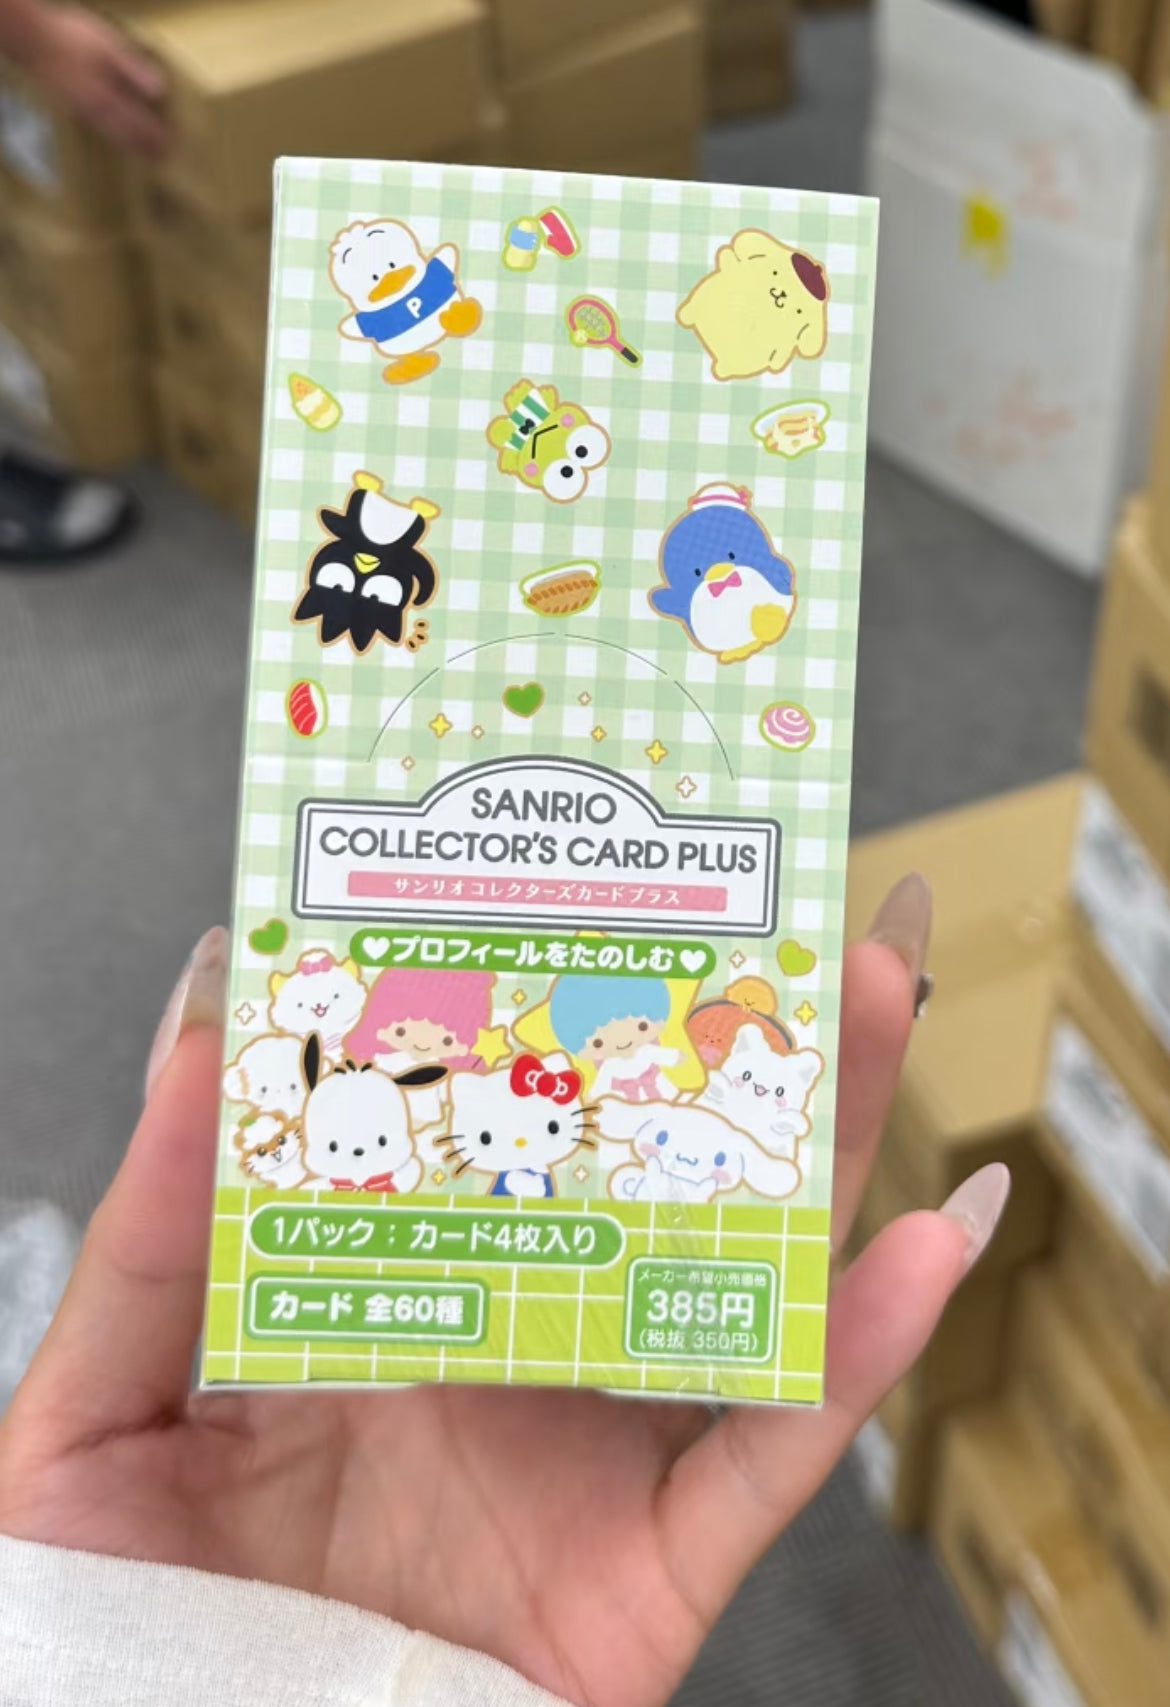 P
SANRIO
COLLECTOR'S CARD PLUS
サンリオコレクターズカードプラス
♥プロフィールをたのしむ♥
1パック：カード4枚入り
カード 全60種
メーカー希望小売価格
385円
(税抜 350円)